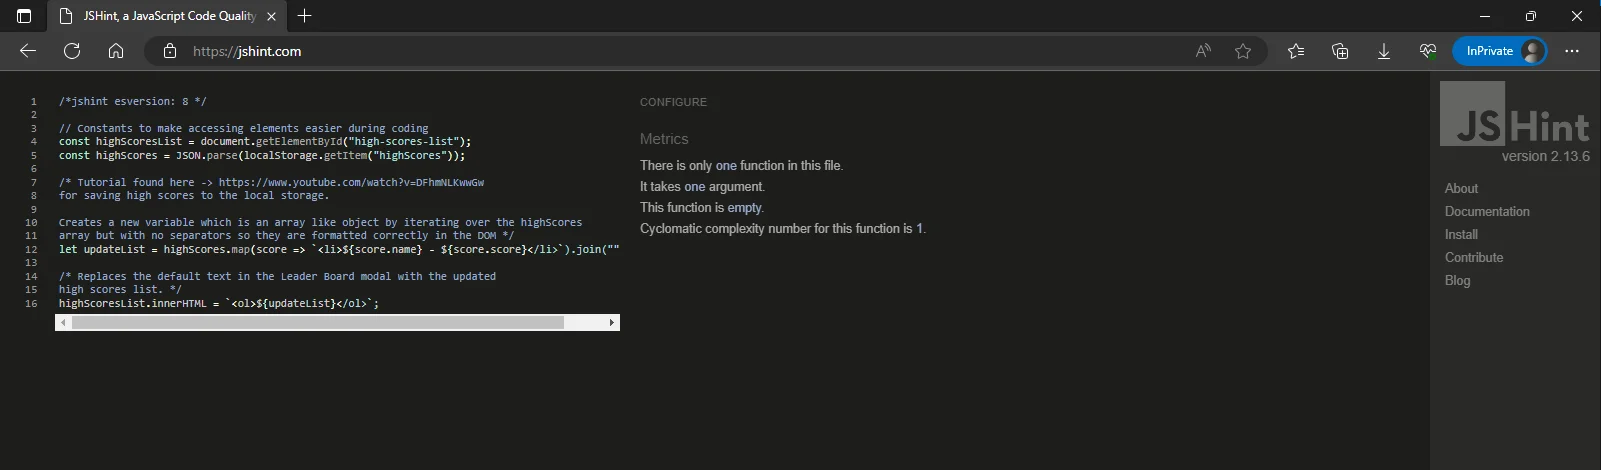 JSHint, a JavaScript Code Quality
https://jshint.com
InPrivate
1 /*jshint esversion: 8 */
2
3 // Constants to make accessing elements easier during coding
4 const highScoresList = document.getElementById("high-scores-list");
5 const highScores = JSON.parse(localStorage.getItem("highScores"));
6
7 /* Tutorial found here -> https://www.youtube.com/watch?v=DFhmNLKwwGw
8 for saving high scores to the local storage.
9
10 Creates a new variable which is an array like object by iterating over the highScores
11 array but with no separators so they are formatted correctly in the DOM */
12 let updateList = highScores.map(score => `<li>${score.name} - ${score.score}</li>`).join(""
13
14 /* Replaces the default text in the Leader Board modal with the updated
15 high scores list. */
16 highScoresList.innerHTML = `<ol>${updateList}</ol>`;
CONFIGURE
Metrics
There is only one function in this file.
It takes one argument.
This function is empty.
Cyclomatic complexity number for this function is 1.
JSHint
version 2.13.6
About
Documentation
Install
Contribute
Blog